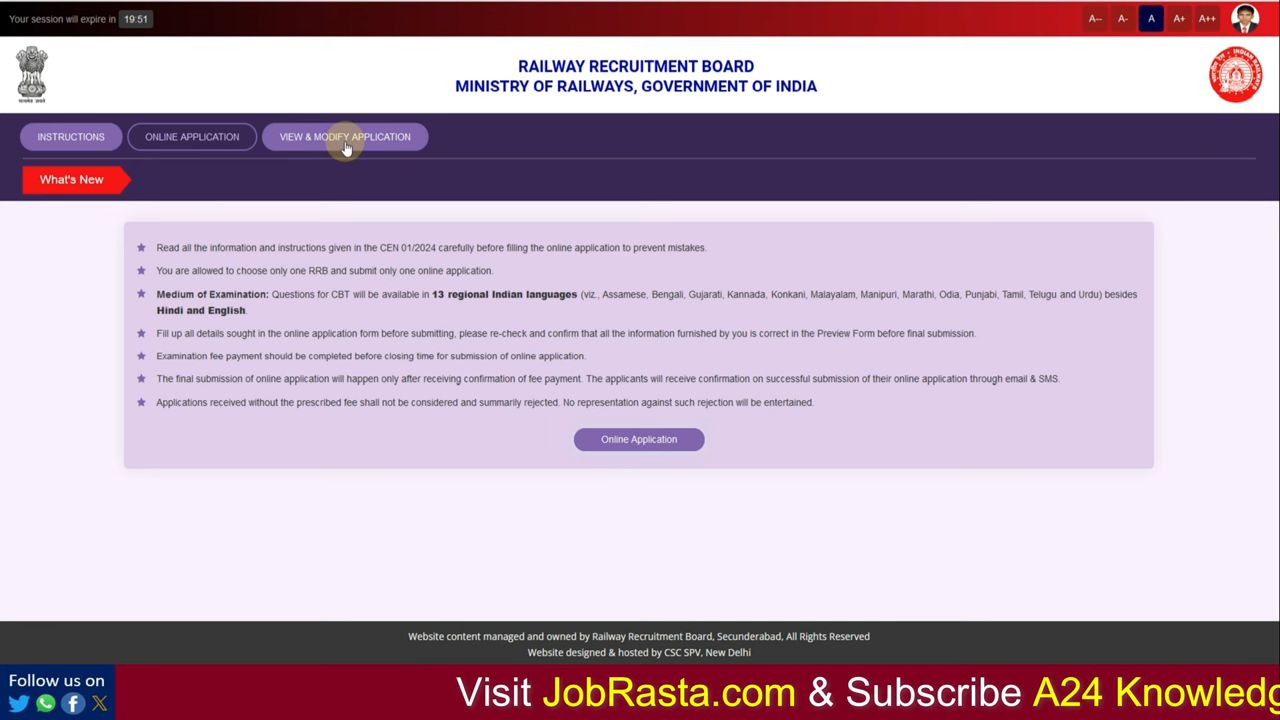 Your session will expire in 19:51
A-- A- A A+ A++
RAILWAY RECRUITMENT BOARD
MINISTRY OF RAILWAYS, GOVERNMENT OF INDIA
INSTRUCTIONS ONLINE APPLICATION VIEW & MODIFY APPLICATION
What's New
Read all the information and instructions given in the CEN 01/2024 carefully before filling the online application to prevent mistakes.
You are allowed to choose only one RRB and submit only one online application.
Medium of Examination: Questions for CBT will be available in 13 regional Indian languages (viz., Assamese, Bengali, Gujarati, Kannada, Konkani, Malayalam, Manipuri, Marathi, Odia, Punjabi, Tamil, Telugu and Urdu) besides
Hindi and English.
Fill up all details sought in the online application form before submitting, please re-check and confirm that all the information furnished by you is correct in the Preview Form before final submission.
Examination fee payment should be completed before closing time for submission of online application.
The final submission of online application will happen only after receiving confirmation of fee payment. The applicants will receive confirmation on successful submission of their online application through email & SMS.
Applications received without the prescribed fee shall not be considered and summarily rejected. No representation against such rejection will be entertained.
Online Application
Website content managed and owned by Railway Recruitment Board, Secunderabad, All Rights Reserved
Website designed & hosted by CSC SPV, New Delhi
Follow us on
Visit JobRasta.com & Subscribe A24 Knowledg